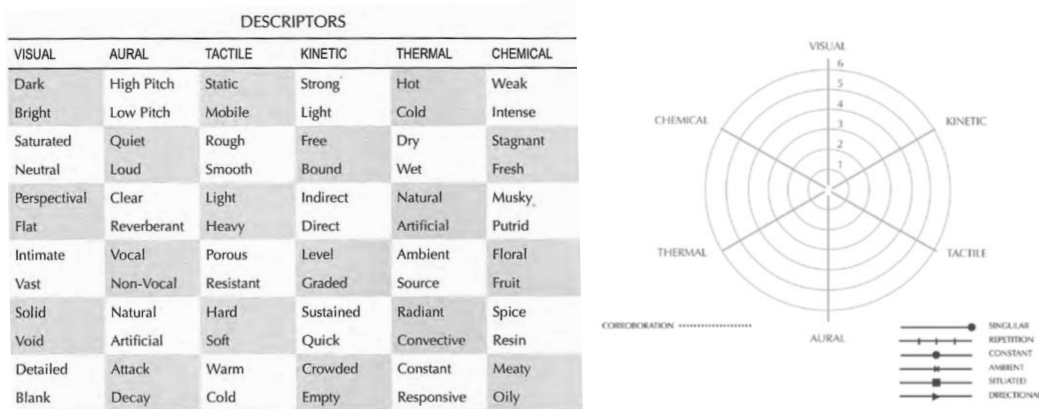 DESCRIPTORS
VISUAL AURAL TACTILE KINETIC THERMAL CHEMICAL
Dark High Pitch Static Strong Hot Weak
Bright Low Pitch Mobile Light Cold Intense
Saturated Quiet Rough Free Dry Stagnant
Neutral Loud Smooth Bound Wet Fresh
Perspectival Clear Light Indirect Natural Musky
Flat Reverberant Heavy Direct Artificial Putrid
Intimate Vocal Porous Level Ambient Floral
Vast Non-Vocal Resistant Graded Source Fruit
Solid Natural Hard Sustained Radiant Spice
Void Artificial Soft Quick Convective Resin
Detailed Attack Warm Crowded Constant Meaty
Blank Decay Cold Empty Responsive Oily
VISUAL
6
5
4
3
2
1
CHEMICAL
KINETIC
THERMAL
TACTILE
AURAL
CORROBORATION
SINGULAR
REPETITION
CONSTANT
AMBIENT
SITUATED
DIRECTIONAL